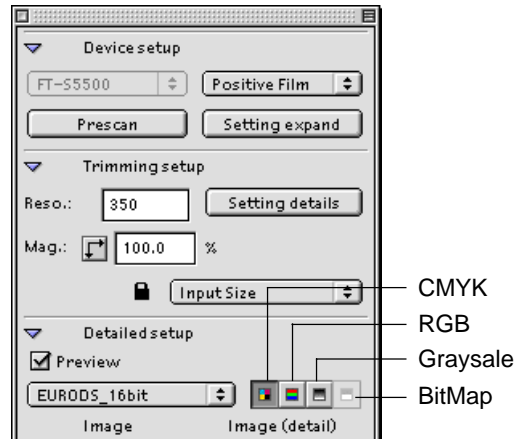 Device setup
FT-S5500
Positive Film
Prescan
Setting expand
Trimming setup
Reso.: 350
Setting details
Mag.: 100.0 %
Input Size
Detailed setup
Preview
EURODS_16bit
Image
Image (detail)
CMYK
RGB
Graysale
BitMap